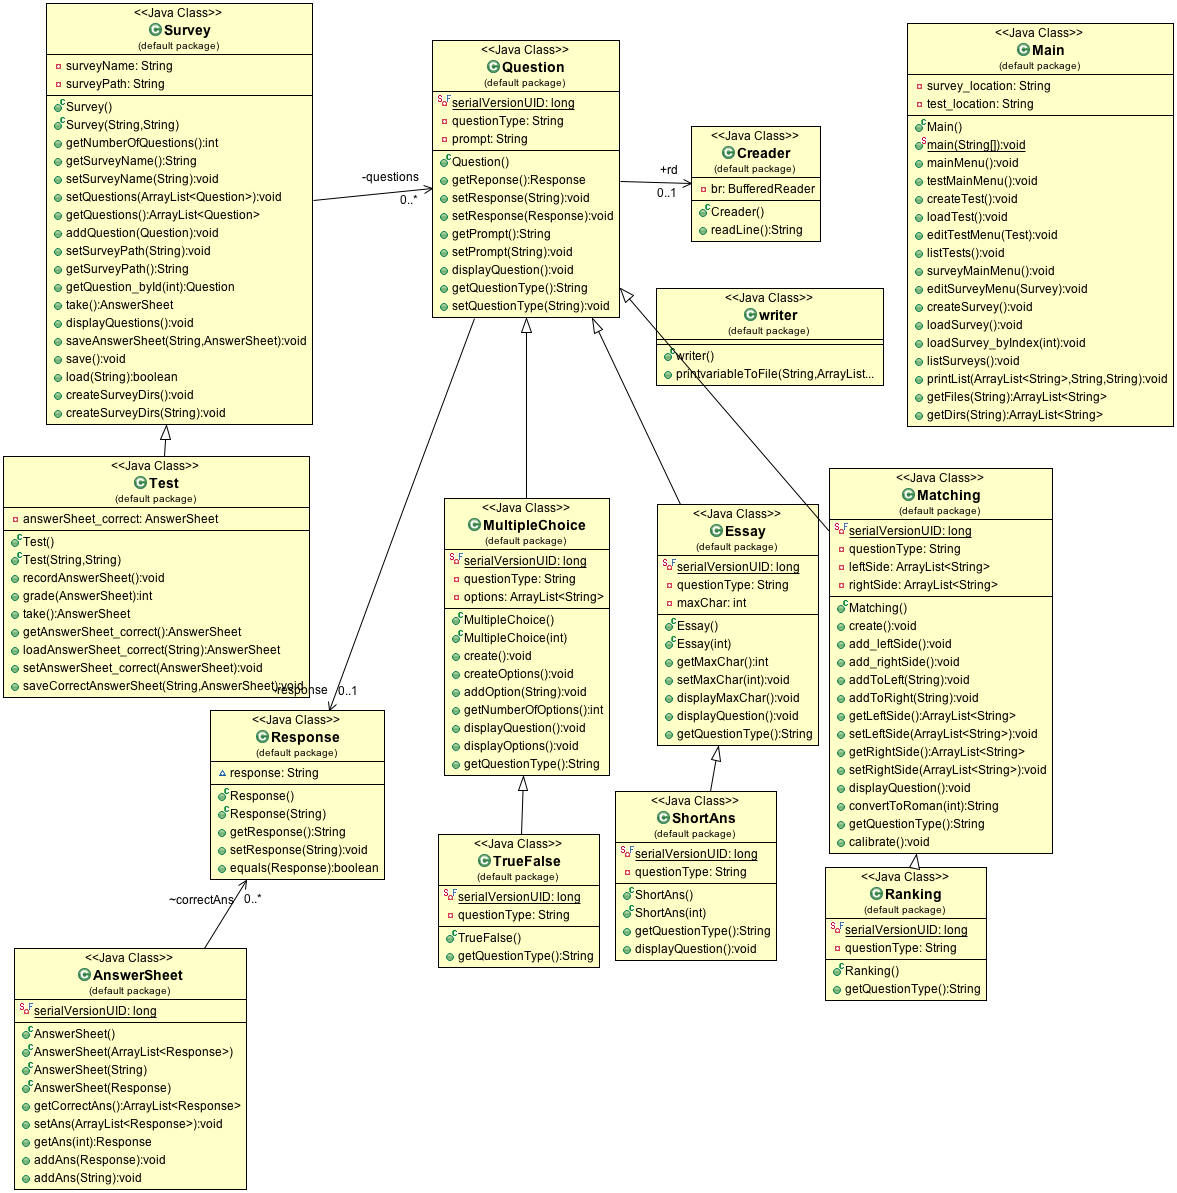 <<Java Class>>
Survey
(default package)
surveyName: String
surveyPath: String
Survey()
Survey(String,String)
getNumberOfQuestions():int
getSurveyName():String
setSurveyName(String):void
setQuestions(ArrayList<Question>):void
getQuestions():ArrayList<Question>
addQuestion(Question):void
setSurveyPath(String):void
getSurveyPath():String
getQuestion_byId(int):Question
take():AnswerSheet
displayQuestions():void
saveAnswerSheet(String,AnswerSheet):void
save():void
load(String):boolean
createSurveyDirs():void
createSurveyDirs(String):void
-questions
0..*
<<Java Class>>
Question
(default package)
serialVersionUID: long
questionType: String
prompt: String
Question()
getReponse():Response
setResponse(String):void
setResponse(Response):void
getPrompt():String
setPrompt(String):void
displayQuestion():void
getQuestionType():String
setQuestionType(String):void
+rd
0..1
<<Java Class>>
Creader
(default package)
br: BufferedReader
Creader()
readLine():String
<<Java Class>>
writer
(default package)
writer()
printvariableToFile(String,ArrayList...
<<Java Class>>
Main
(default package)
survey_location: String
test_location: String
Main()
main(String[]):void
mainMenu():void
testMainMenu():void
createTest():void
loadTest():void
editTestMenu(Test):void
listTests():void
surveyMainMenu():void
editSurveyMenu(Survey):void
createSurvey():void
loadSurvey():void
loadSurvey_byIndex(int):void
listSurveys():void
printList(ArrayList<String>,String,String):void
getFiles(String):ArrayList<String>
getDirs(String):ArrayList<String>
<<Java Class>>
Test
(default package)
answerSheet_correct: AnswerSheet
Test()
Test(String,String)
recordAnswerSheet():void
grade(AnswerSheet):int
take():AnswerSheet
getAnswerSheet_correct():AnswerSheet
loadAnswerSheet_correct(String):AnswerSheet
setAnswerSheet_correct(AnswerSheet):void
saveCorrectAnswerSheet(String,AnswerSheet):void
-response
0..1
<<Java Class>>
Response
(default package)
response: String
Response()
Response(String)
getResponse():String
setResponse(String):void
equals(Response):boolean
~correctAns
0..*
<<Java Class>>
AnswerSheet
(default package)
serialVersionUID: long
AnswerSheet()
AnswerSheet(ArrayList<Response>)
AnswerSheet(String)
AnswerSheet(Response)
getCorrectAns():ArrayList<Response>
setAns(ArrayList<Response>):void
getAns(int):Response
addAns(Response):void
addAns(String):void
<<Java Class>>
MultipleChoice
(default package)
serialVersionUID: long
questionType: String
options: ArrayList<String>
MultipleChoice()
MultipleChoice(int)
create():void
createOptions():void
addOption(String):void
getNumberOfOptions():int
displayQuestion():void
displayOptions():void
getQuestionType():String
<<Java Class>>
TrueFalse
(default package)
serialVersionUID: long
questionType: String
TrueFalse()
getQuestionType():String
<<Java Class>>
Essay
(default package)
serialVersionUID: long
questionType: String
maxChar: int
Essay()
Essay(int)
getMaxChar():int
setMaxChar(int):void
displayMaxChar():void
displayQuestion():void
getQuestionType():String
<<Java Class>>
ShortAns
(default package)
serialVersionUID: long
questionType: String
ShortAns()
ShortAns(int)
getQuestionType():String
displayQuestion():void
<<Java Class>>
Matching
(default package)
serialVersionUID: long
questionType: String
leftSide: ArrayList<String>
rightSide: ArrayList<String>
Matching()
create():void
add_leftSide():void
add_rightSide():void
addToLeft(String):void
addToRight(String):void
getLeftSide():ArrayList<String>
setLeftSide(ArrayList<String>):void
getRightSide():ArrayList<String>
setRightSide(ArrayList<String>):void
displayQuestion():void
convertToRoman(int):String
getQuestionType():String
calibrate():void
<<Java Class>>
Ranking
(default package)
serialVersionUID: long
questionType: String
Ranking()
getQuestionType():String